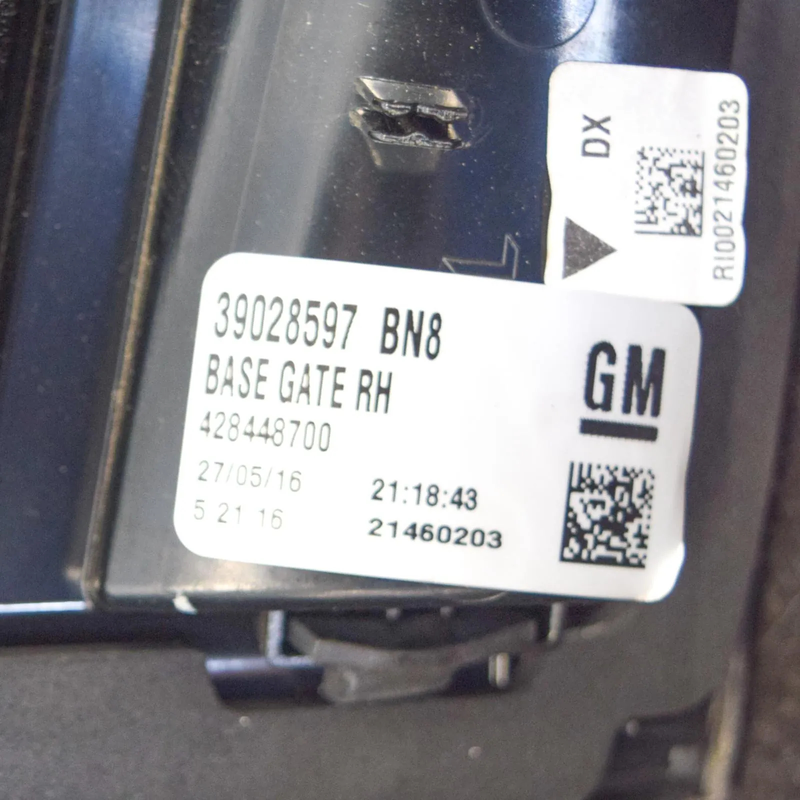 DX
RI0021460203
39028597 BN8
BASE GATE RH
428448700
27/05/16 21:18:43
5 21 16 21460203
GM